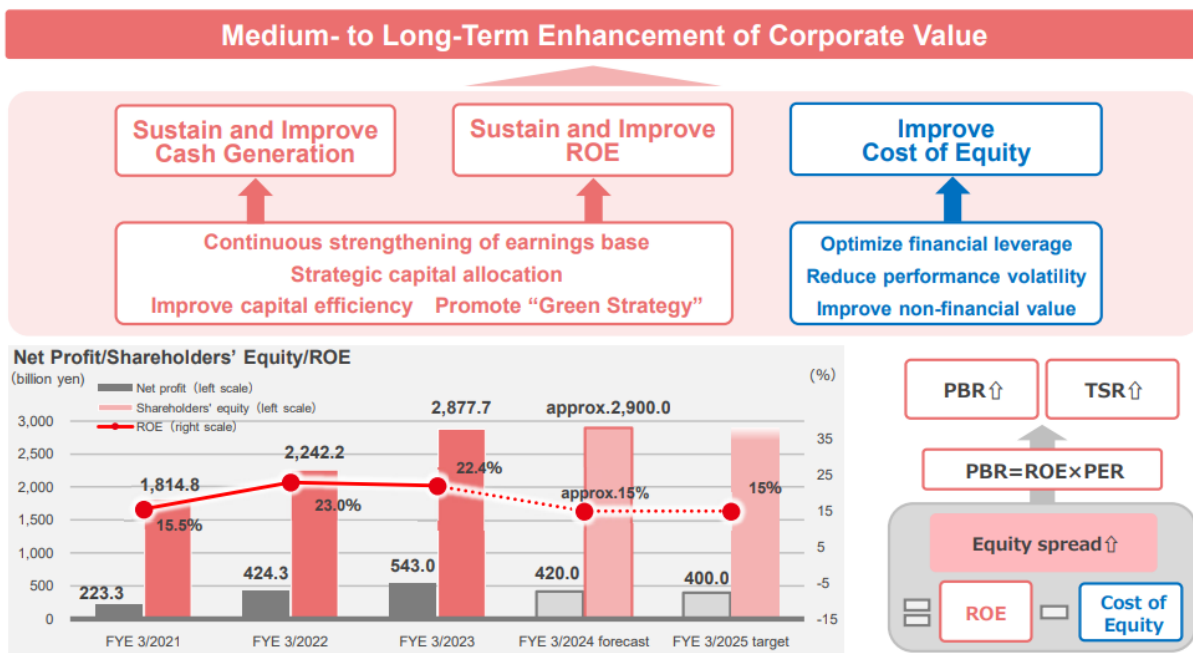 Medium- to Long-Term Enhancement of Corporate Value
Sustain and Improve
Cash Generation
Sustain and Improve
ROE
Improve
Cost of Equity
Continuous strengthening of earnings base
Strategic capital allocation
Improve capital efficiency Promote “Green Strategy”
Optimize financial leverage
Reduce performance volatility
Improve non-financial value
Net Profit/Shareholders’ Equity/ROE
(billion yen)
(%)
Net profit (left scale)
Shareholders’ equity (left scale)
ROE (right scale)
3,000
2,500
2,000
1,500
1,000
500
0
35
25
15
5
-5
-15
1,814.8
2,242.2
2,877.7
approx.2,900.0
15.5%
23.0%
22.4%
approx.15%
15%
223.3
424.3
543.0
420.0
400.0
FYE 3/2021
FYE 3/2022
FYE 3/2023
FYE 3/2024 forecast
FYE 3/2025 target
PBR⇧
TSR⇧
PBR=ROE×PER
Equity spread⇧
=
ROE
-
Cost of
Equity